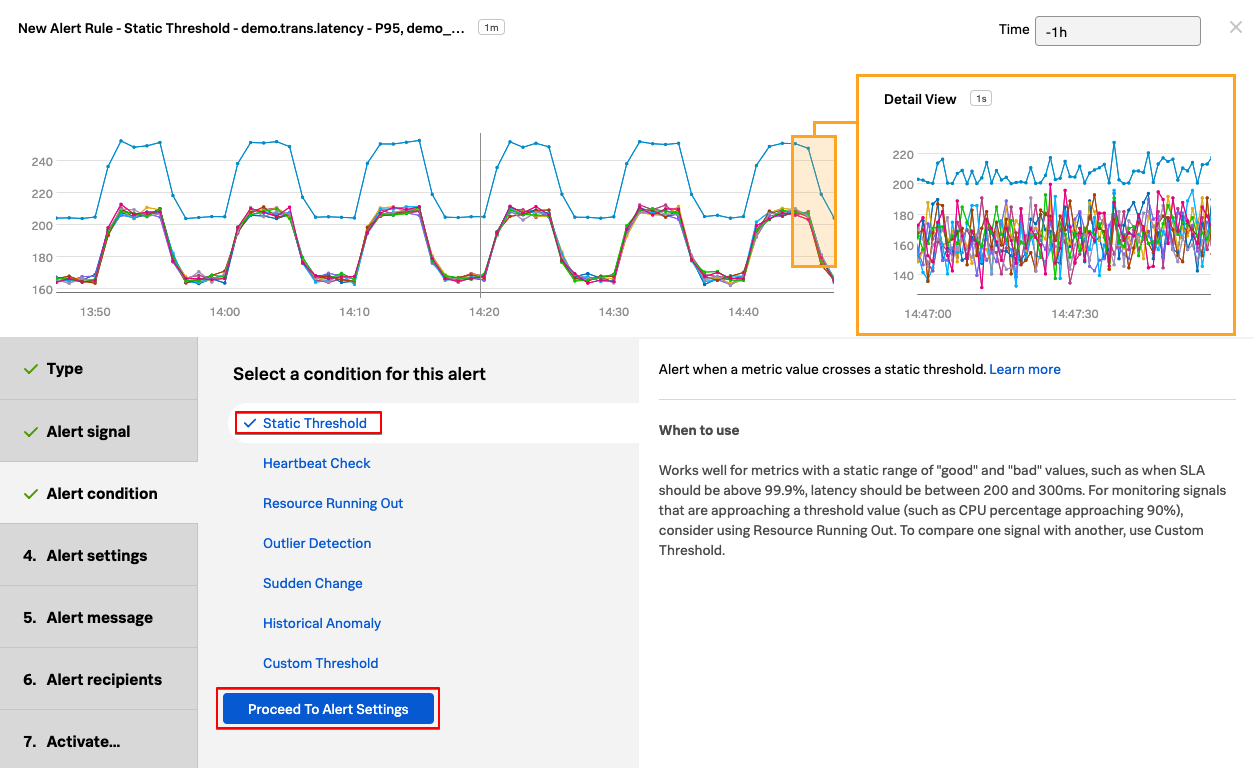 New Alert Rule - Static Threshold - demo.trans.latency - P95, demo_... 1m
Time -1h
Detail View 1s
240
220
200
180
160
13:50 14:00 14:10 14:20 14:30 14:40
220
200
180
160
140
14:47:00 14:47:30
Type
Alert signal
Alert condition
4. Alert settings
5. Alert message
6. Alert recipients
7. Activate...
Select a condition for this alert
Static Threshold
Heartbeat Check
Resource Running Out
Outlier Detection
Sudden Change
Historical Anomaly
Custom Threshold
Proceed To Alert Settings
Alert when a metric value crosses a static threshold. Learn more
When to use
Works well for metrics with a static range of "good" and "bad" values, such as when SLA
should be above 99.9%, latency should be between 200 and 300ms. For monitoring signals
that are approaching a threshold value (such as CPU percentage approaching 90%),
consider using Resource Running Out. To compare one signal with another, use Custom
Threshold.